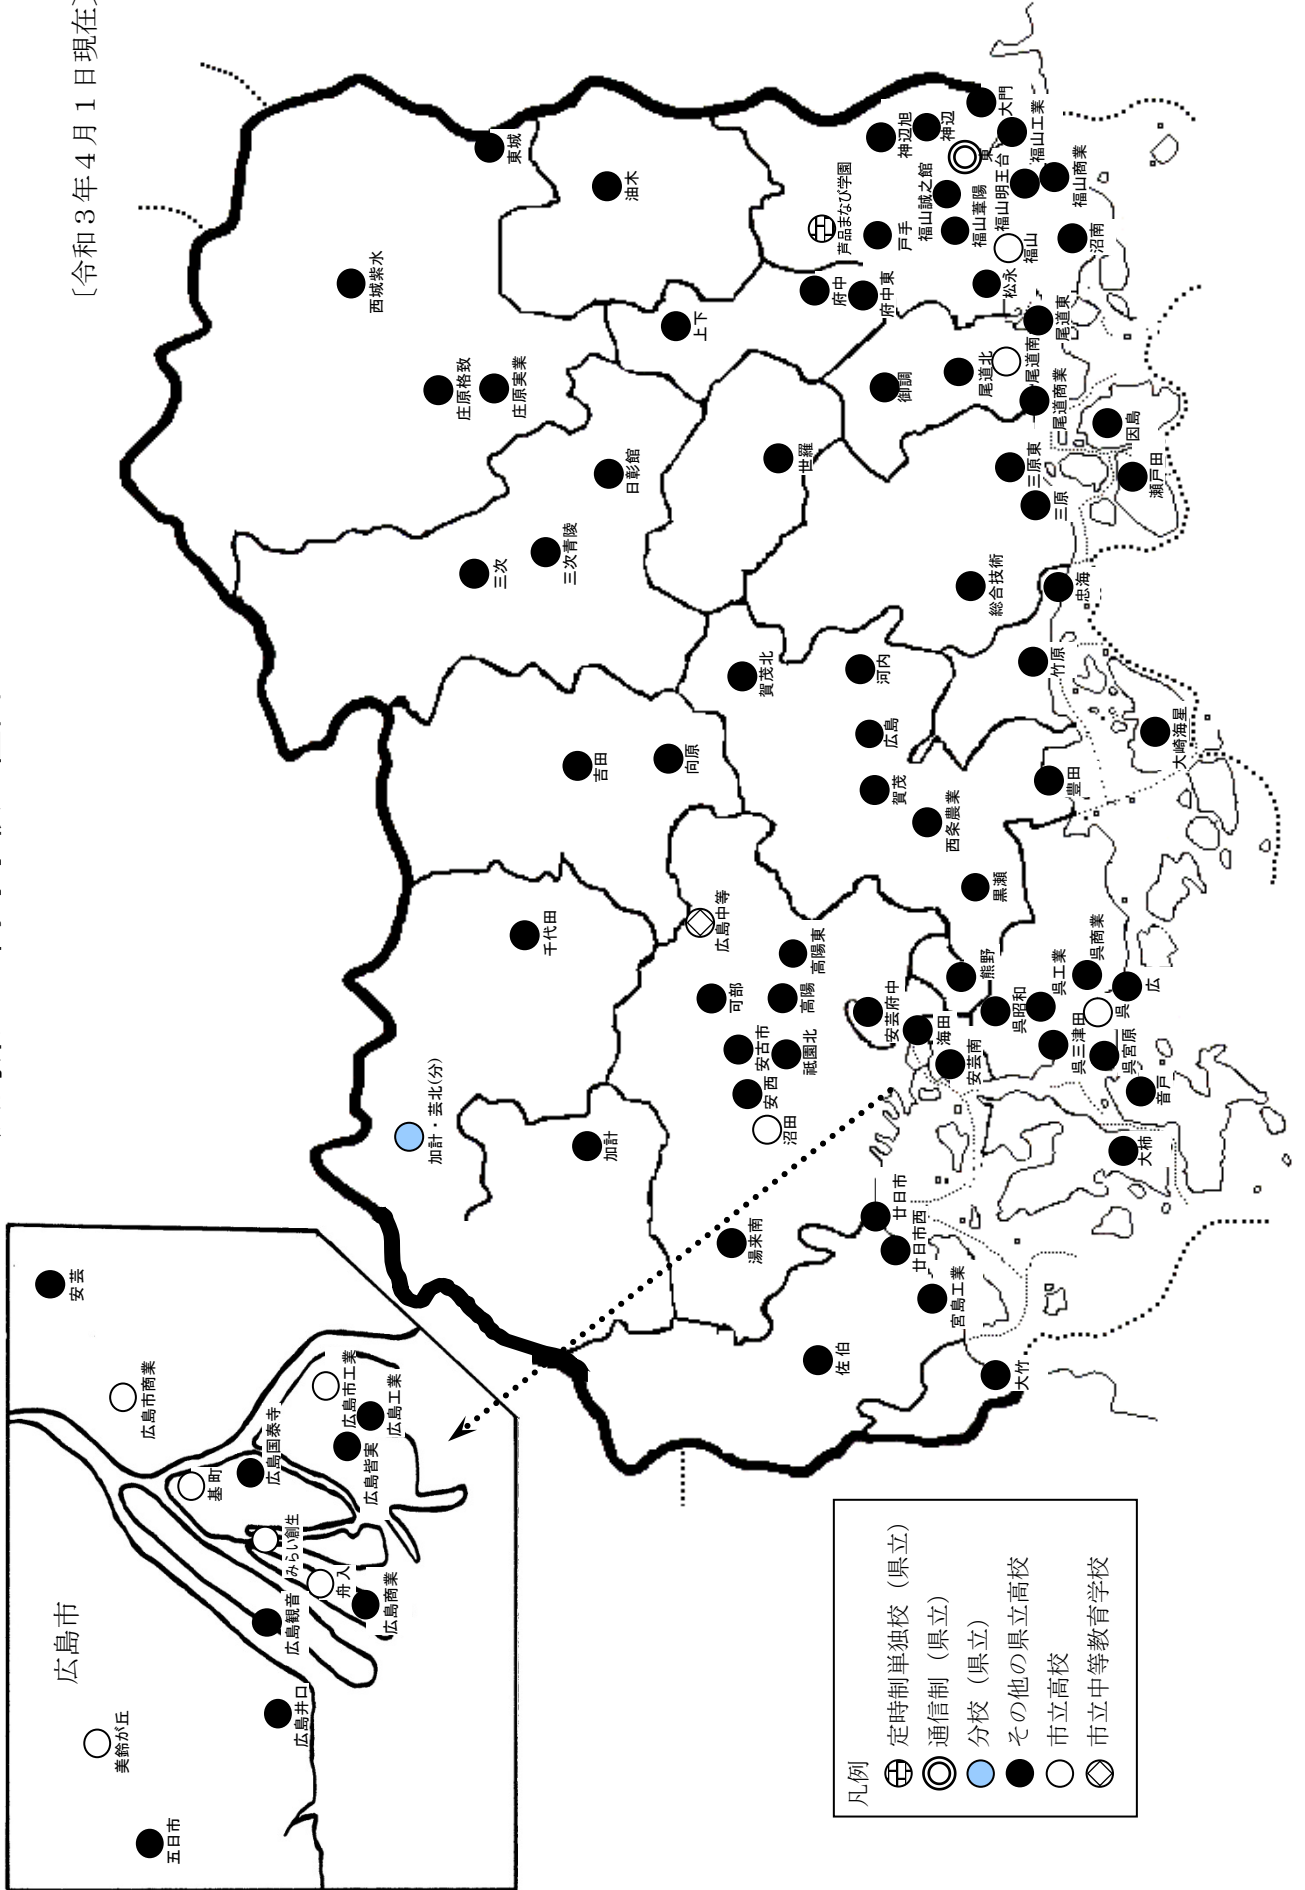 〔令和３年４月１日現在〕
広島市
安芸
広島市商業
美鈴が丘
五日市
基町
広島国泰寺
広島市工業
広島工業
広島皆実
みらい創生
舟入
広島観音
広島商業
広島井口
西城紫水
東城
庄原格致
庄原実業
油木
三次
三次青陵
日彰館
上下
加計・芸北(分)
千代田
吉田
向原
加計
世羅
賀茂北
河内
広島
賀茂
西条農業
黒瀬
広島中等
可部
高陽
高陽東
安古市
祇園北
安西
沼田
湯来南
佐伯
廿日市
廿日市西
宮島工業
大竹
安芸府中
海田
安芸南
熊野
呉昭和
呉工業
呉商業
呉三津田
呉
広
呉宮原
音戸
大柿
豊田
竹原
大崎海星
忠海
総合技術
三原
三原東
瀬戸田
因島
御調
尾道北
尾道南
尾道商業
尾道東
府中
府中東
芦品まなび学園
戸手
福山誠之館
福山葦陽
福山明王台
福山
松永
沼南
神辺旭
神辺
東
大門
福山工業
福山商業
凡例
定時制単独校（県立）
通信制（県立）
分校（県立）
その他の県立高校
市立高校
市立中等教育学校